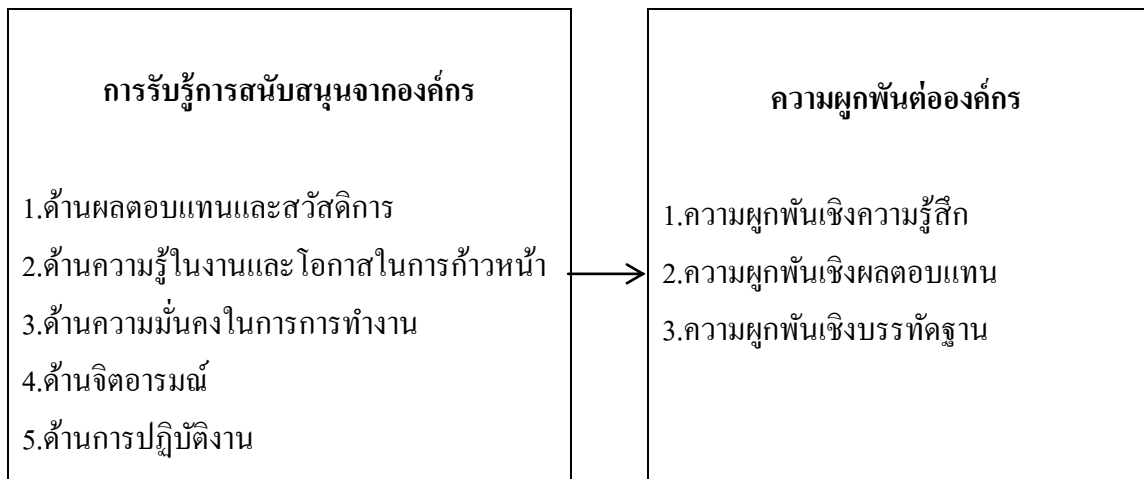 การรับรู้การสนับสนุนจากองค์กร
1.ด้านผลตอบแทนและสวัสดิการ
2.ด้านความรู้ในงานและโอกาสในการก้าวหน้า
3.ด้านความมั่นคงในการการทำงาน
4.ด้านจิตอารมณ์
5.ด้านการปฏิบัติงาน
ความผูกพันต่อองค์กร
1.ความผูกพันเชิงความรู้สึก
2.ความผูกพันเชิงผลตอบแทน
3.ความผูกพันเชิงบรรทัดฐาน